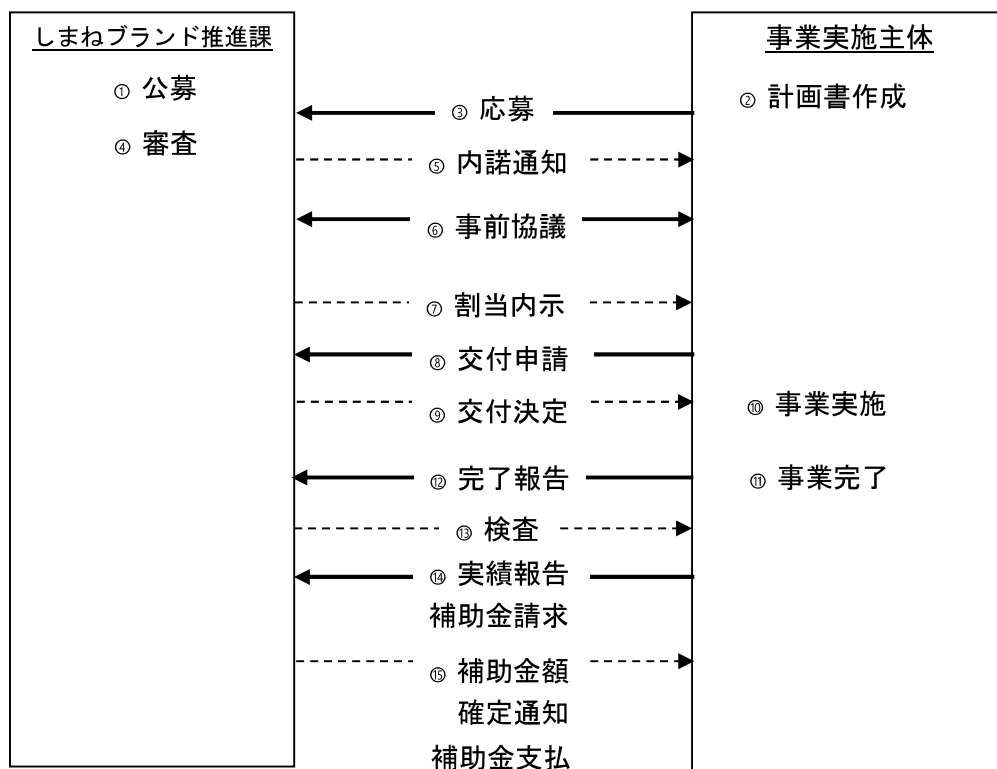 しまねブランド推進課
事業実施主体
① 公募
② 計画書作成
③ 応募
④ 審査
⑤ 内諾通知
⑥ 事前協議
⑦ 割当内示
⑧ 交付申請
⑨ 交付決定
⑩ 事業実施
⑪ 事業完了
⑫ 完了報告
⑬ 検査
⑭ 実績報告
補助金請求
⑮ 補助金額
確定通知
補助金支払